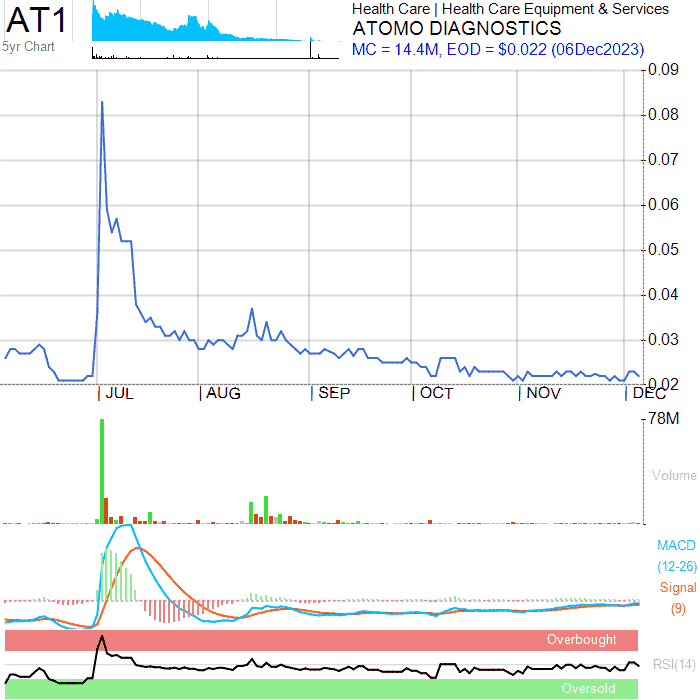 AT1
5yr Chart
Health Care | Health Care Equipment & Services
ATOMO DIAGNOSTICS
MC = 14.4M, EOD = $0.022 (06Dec2023)
0.09
0.08
0.07
0.06
0.05
0.04
0.03
0.02
JUL AUG SEP OCT NOV DEC
78M
Volume
MACD
(12-26)
Signal
(9)
Overbought
RSI(14)
Oversold